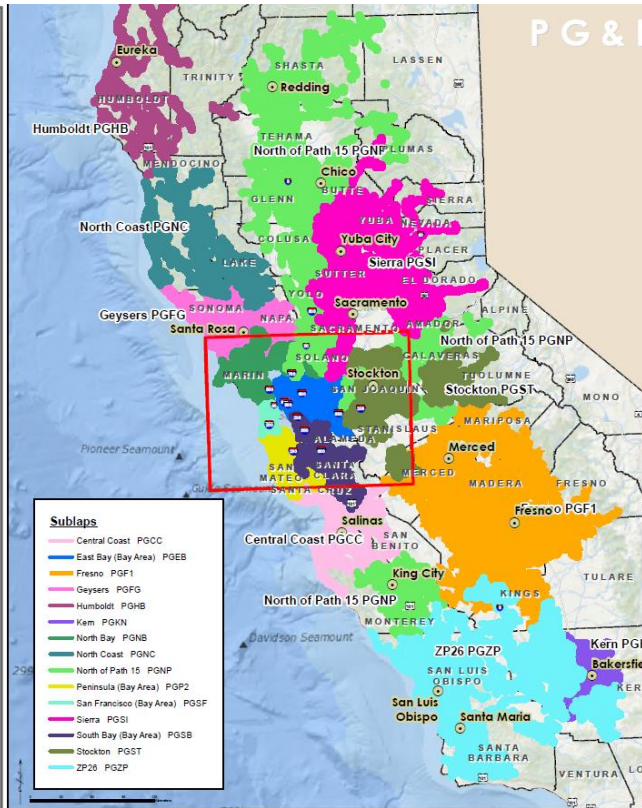 PG&E
Eureka
TRINITY
SHASTA
LASSEN
Redding
HUMBOLDT
Humboldt PGHB
TEHAMA
North of Path 15 PGNP
PLUMAS
MENDOCINO
Chico
BUTTE
GLENN
SIERRA
North Coast PGNC
YUBA
NEVADA
COLUSA
Yuba City
PLACER
LAKE
Sierra PGSI
SUTTER
EL DORADO
YOLO
SONOMA
Sacramento
ALPINE
Geysers PGFG
NAPA
AMADOR
Santa Rosa
SACRAMENTO
North of Path 15 PGNP
SOLANO
CALAVERAS
MARIN
Stockton
TUOLUMNE
SAN JOAQUIN
Stockton PGST
MONO
STANISLAUS
MARIPOSA
ALAMEDA
Pioneer Seamount
Merced
SAN MATEO
SANTA CLARA
MERCED
MADERA
FRESNO
SANTA CRUZ
Fresno
PGF1
Salinas
Central Coast PGCC
SAN BENITO
TULARE
King City
North of Path 15 PGNP
KINGS
MONTEREY
Davidson Seamount
ZP26 PGZP
SAN LUIS OBISPO
San Luis Obispo
Santa Maria
SANTA BARBARA
VENTURA
Sublaps
Central Coast PGCC
East Bay (Bay Area) PGEB
Fresno PGF1
Geysers PGFG
Humboldt PGHB
Kern PGKN
North Bay PGNB
North Coast PGNC
North of Path 15 PGNP
Peninsula (Bay Area) PGP2
San Francisco (Bay Area) PGSF
Sierra PGSI
South Bay (Bay Area) PGSB
Stockton PGST
ZP26 PGZP